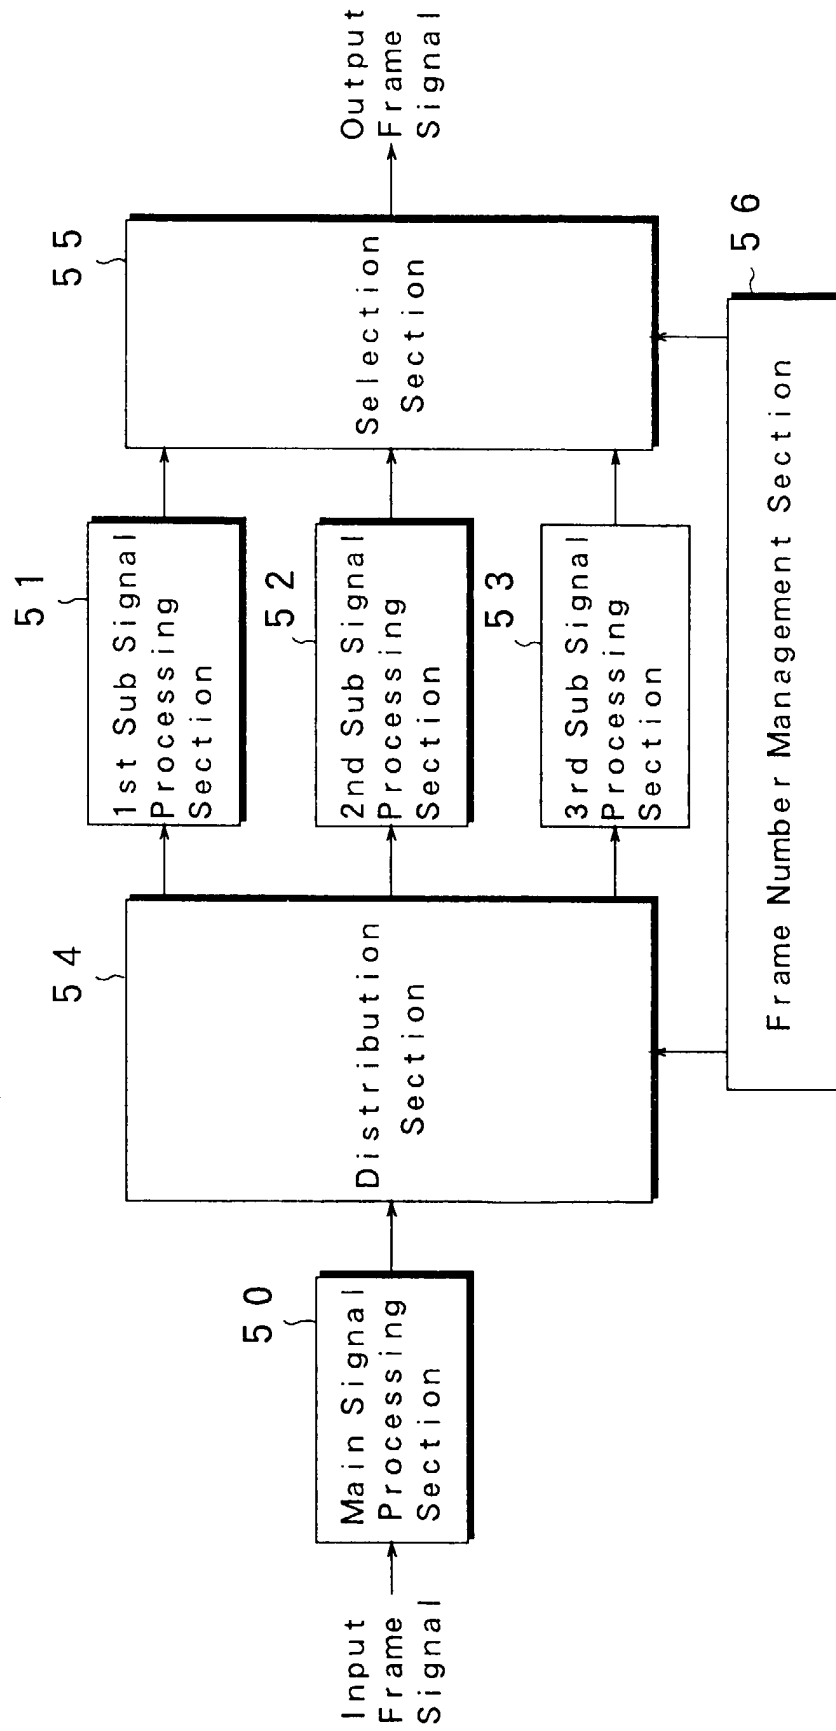 Input
Frame
Signal
50
Main Signal
Processing
Section
54
Distribution
Section
51
1st Sub Signal
Processing
Section
52
2nd Sub Signal
Processing
Section
53
3rd Sub Signal
Processing
Section
55
Selection
Section
Output
Frame
Signal
56
Frame Number Management Section